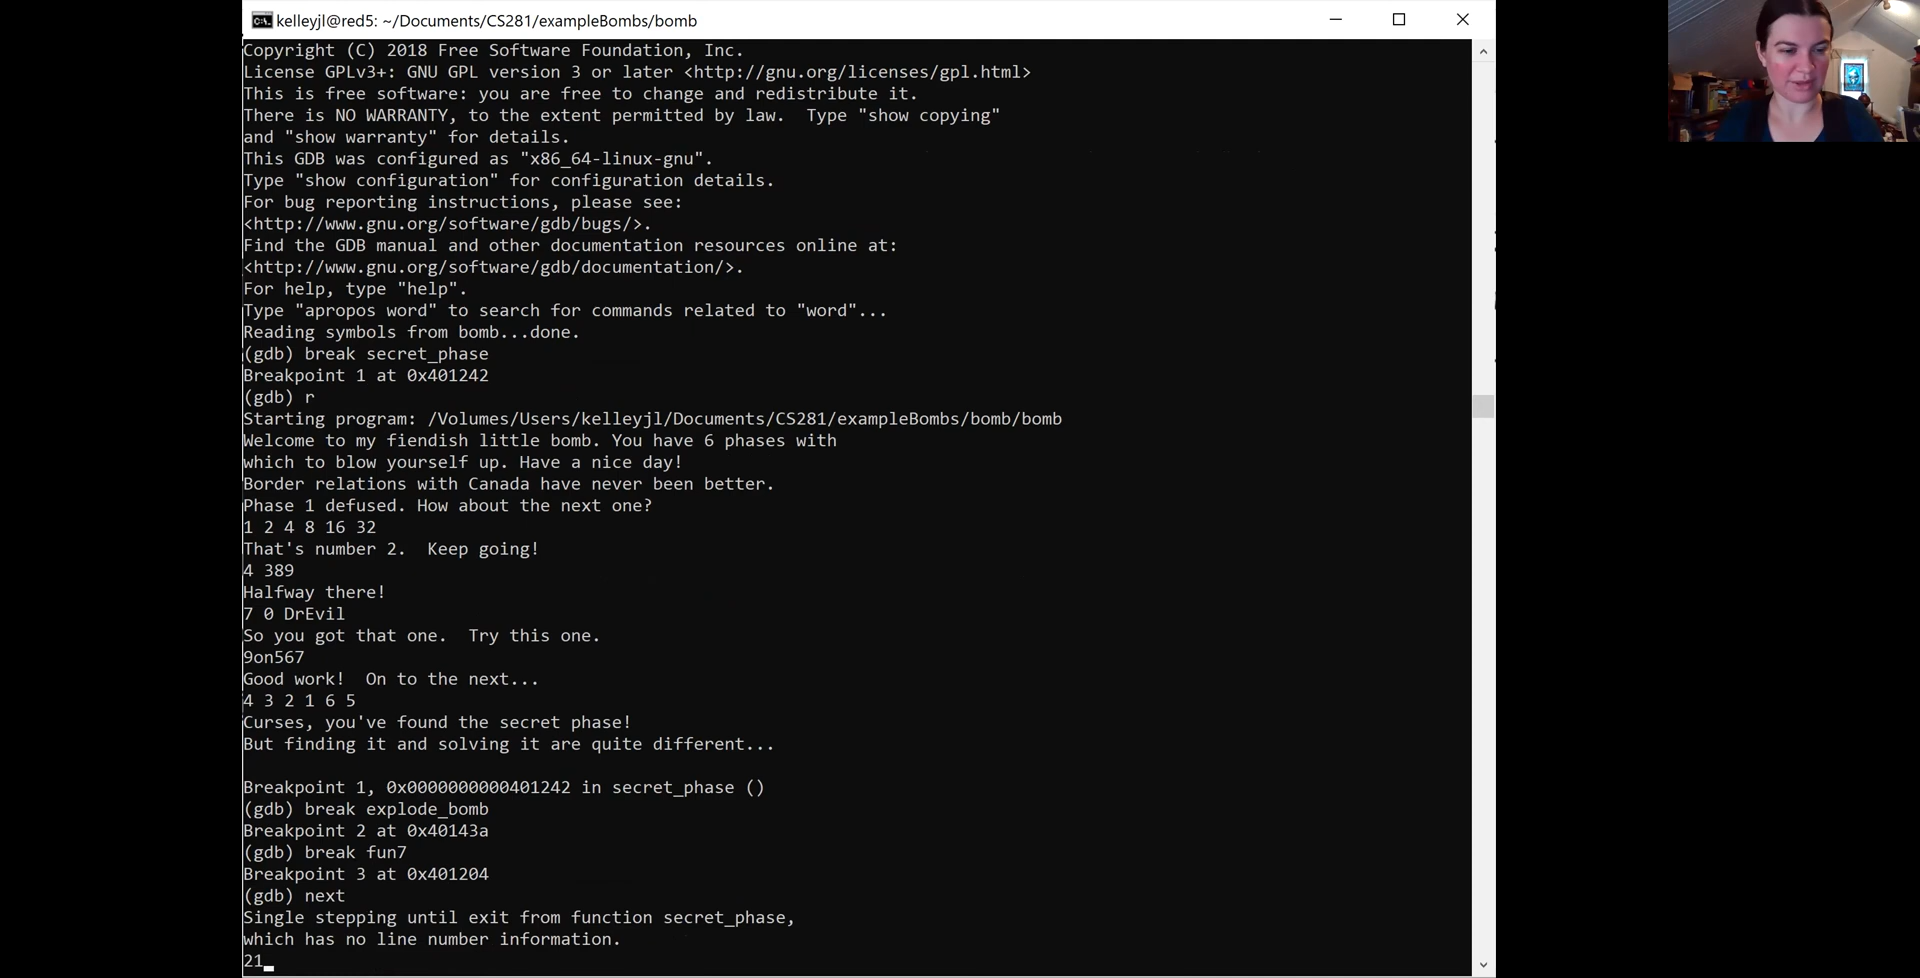 kelleyjl@red5: ~/Documents/CS281/exampleBombs/bomb
Copyright (C) 2018 Free Software Foundation, Inc.
License GPLv3+: GNU GPL version 3 or later <http://gnu.org/licenses/gpl.html>
This is free software: you are free to change and redistribute it.
There is NO WARRANTY, to the extent permitted by law.  Type "show copying"
and "show warranty" for details.
This GDB was configured as "x86_64-linux-gnu".
Type "show configuration" for configuration details.
For bug reporting instructions, please see:
<http://www.gnu.org/software/gdb/bugs/>.
Find the GDB manual and other documentation resources online at:
<http://www.gnu.org/software/gdb/documentation/>.
For help, type "help".
Type "apropos word" to search for commands related to "word"...
Reading symbols from bomb...done.
(gdb) break secret_phase
Breakpoint 1 at 0x401242
(gdb) r
Starting program: /Volumes/Users/kelleyjl/Documents/CS281/exampleBombs/bomb/bomb
Welcome to my fiendish little bomb. You have 6 phases with
which to blow yourself up. Have a nice day!
Border relations with Canada have never been better.
Phase 1 defused. How about the next one?
1 2 4 8 16 32
That's number 2.  Keep going!
4 389
Halfway there!
7 0 DrEvil
So you got that one.  Try this one.
9on567
Good work!  On to the next...
4 3 2 1 6 5
Curses, you've found the secret phase!
But finding it and solving it are quite different...
Breakpoint 1, 0x0000000000401242 in secret_phase ()
(gdb) break explode_bomb
Breakpoint 2 at 0x40143a
(gdb) break fun7
Breakpoint 3 at 0x401204
(gdb) next
Single stepping until exit from function secret_phase,
which has no line number information.
21